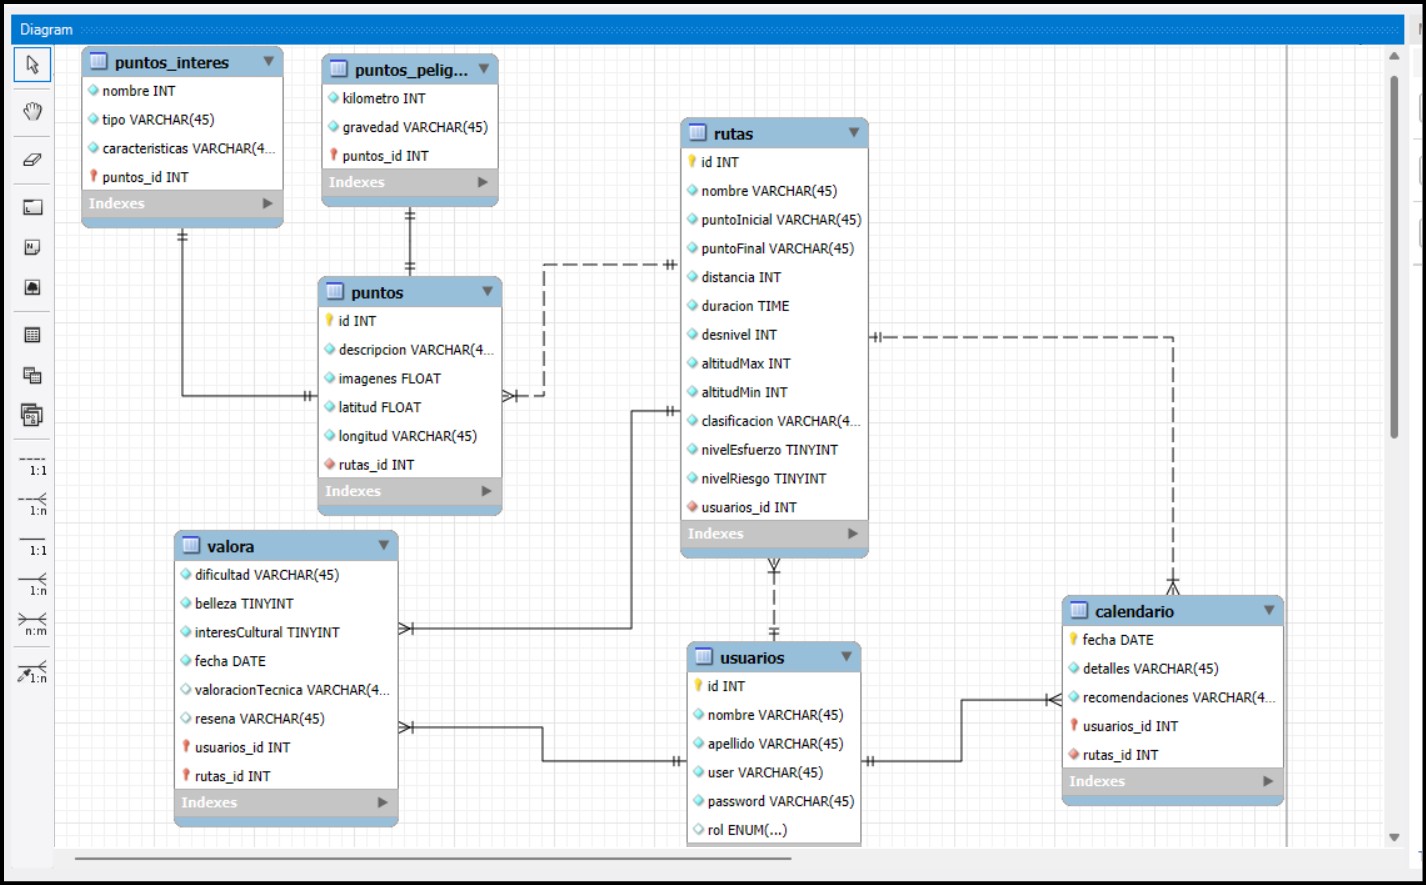 Diagram
puntos_interes
nombre INT
tipo VARCHAR(45)
caracteristicas VARCHAR(4...
puntos_id INT
Indexes
puntos_pelig...
kilometro INT
gravedad VARCHAR(45)
puntos_id INT
Indexes
rutas
id INT
nombre VARCHAR(45)
puntoInicial VARCHAR(45)
puntoFinal VARCHAR(45)
distancia INT
duracion TIME
desnivel INT
altitudMax INT
altitudMin INT
clasificacion VARCHAR(4...
nivelEsfuerzo TINYINT
nivelRiesgo TINYINT
usuarios_id INT
Indexes
puntos
id INT
descripcion VARCHAR(4...
imagenes FLOAT
latitud FLOAT
longitud VARCHAR(45)
rutas_id INT
Indexes
valora
dificultad VARCHAR(45)
belleza TINYINT
interesCultural TINYINT
fecha DATE
valoracionTecnica VARCHAR(4...
resena VARCHAR(45)
usuarios_id INT
rutas_id INT
Indexes
usuarios
id INT
nombre VARCHAR(45)
apellido VARCHAR(45)
user VARCHAR(45)
password VARCHAR(45)
rol ENUM(...)
calendario
fecha DATE
detalles VARCHAR(45)
recomendaciones VARCHAR(4...
usuarios_id INT
rutas_id INT
Indexes
1:1
1:n
1:1
1:n
n:m
1:n